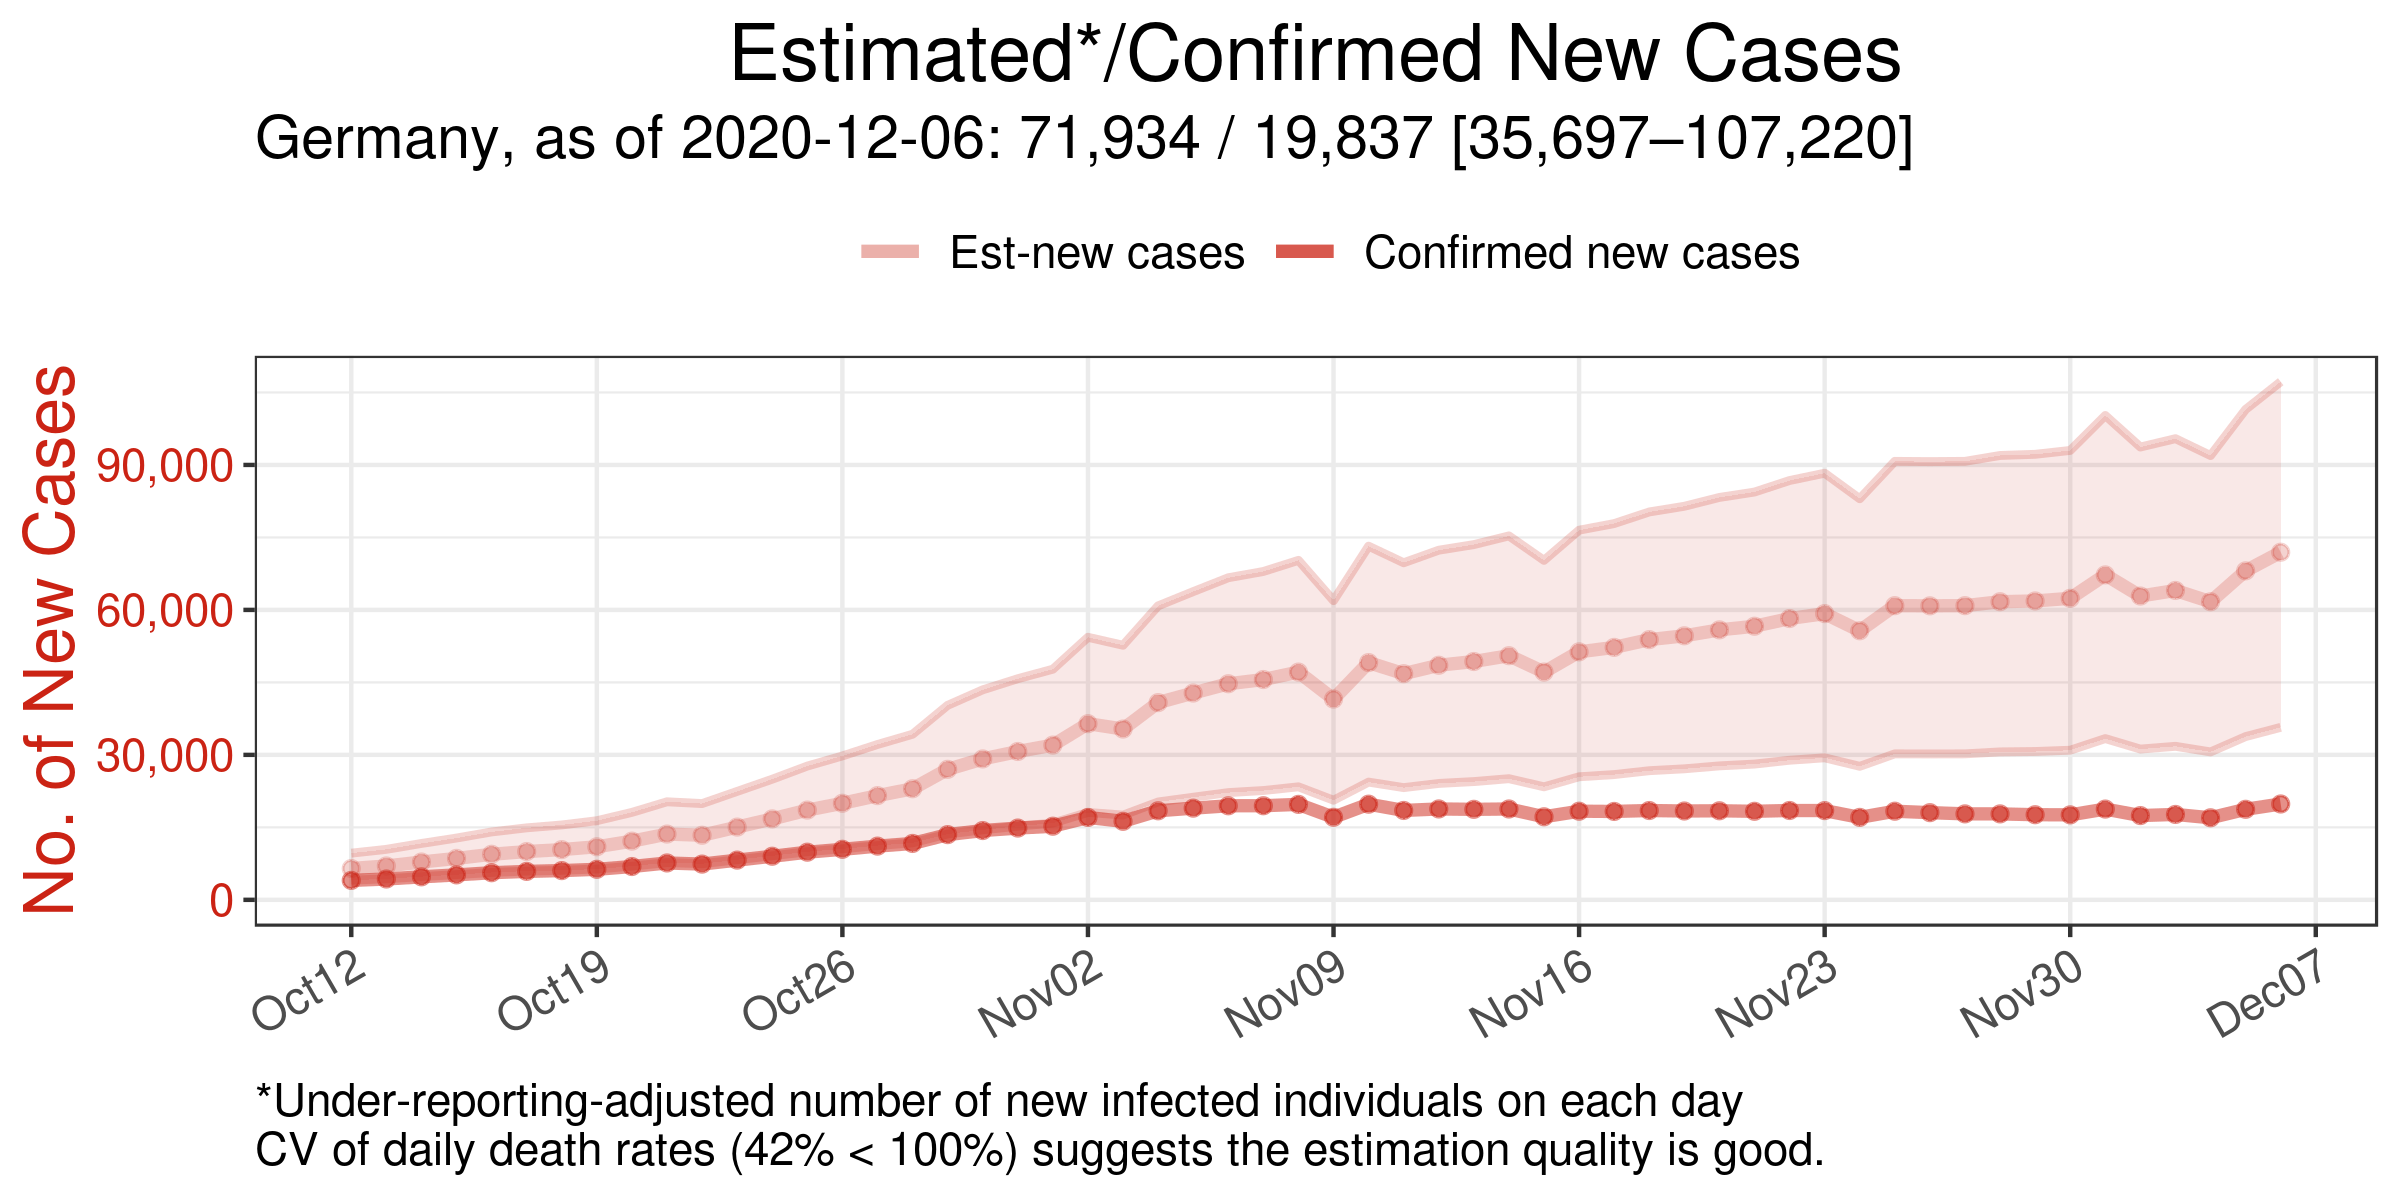 Estimated*/Confirmed New Cases
Germany, as of 2020-12-06: 71,934 / 19,837 [35,697–107,220]
Est-new cases Confirmed new cases
No. of New Cases
90,000
60,000
30,000
0
Oct12 Oct19 Oct26 Nov02 Nov09 Nov16 Nov23 Nov30 Dec07
*Under-reporting-adjusted number of new infected individuals on each day
CV of daily death rates (42% < 100%) suggests the estimation quality is good.